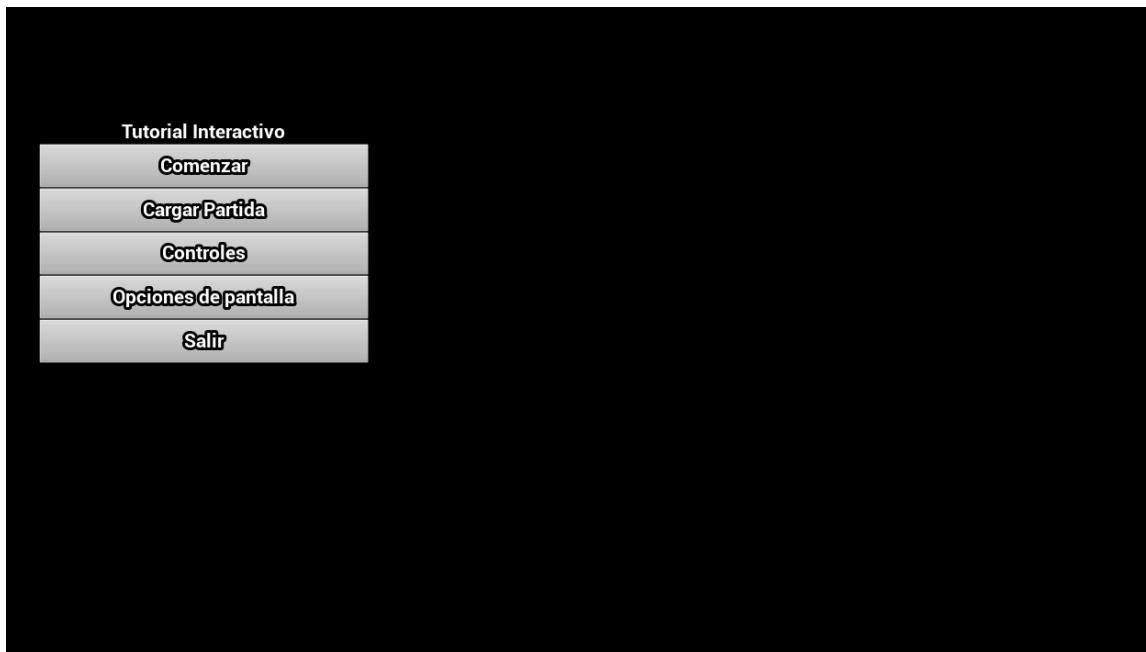 Tutorial Interactivo
Comenzar
Cargar Partida
Controles
Opciones de pantalla
Salir